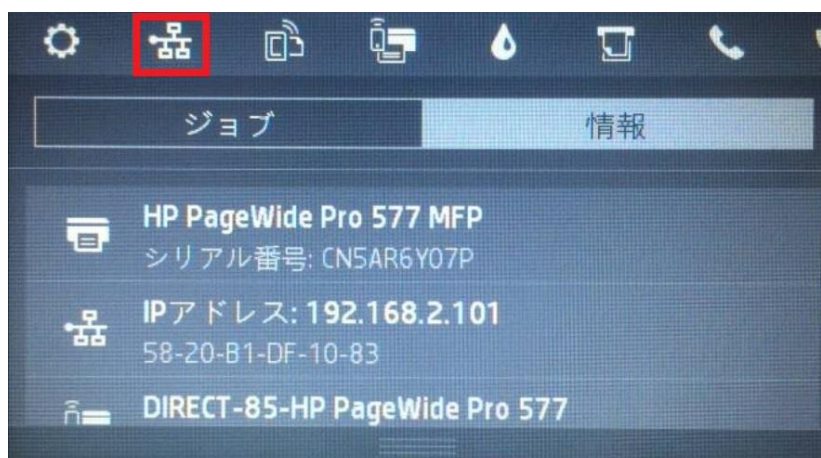 ジョブ
情報
HP PageWide Pro 577 MFP
シリアル番号: CN5AR6Y07P
IPアドレス: 192.168.2.101
58-20-B1-DF-10-83
DIRECT-85-HP PageWide Pro 577